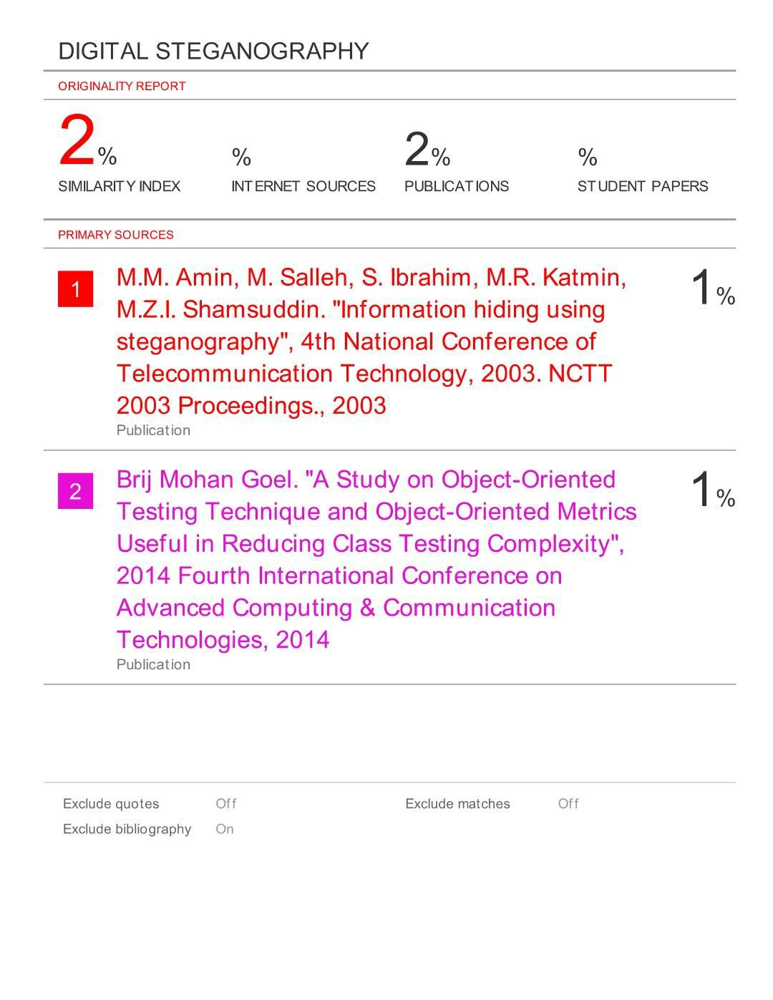 DIGITAL STEGANOGRAPHY
ORIGINALITY REPORT
2% % 2% %
SIMILARITY INDEX INTERNET SOURCES PUBLICATIONS STUDENT PAPERS
PRIMARY SOURCES
1 M.M. Amin, M. Salleh, S. Ibrahim, M.R. Katmin, 1%
M.Z.I. Shamsuddin. "Information hiding using
steganography", 4th National Conference of
Telecommunication Technology, 2003. NCTT
2003 Proceedings., 2003
Publication
2 Brij Mohan Goel. "A Study on Object-Oriented 1%
Testing Technique and Object-Oriented Metrics
Useful in Reducing Class Testing Complexity",
2014 Fourth International Conference on
Advanced Computing & Communication
Technologies, 2014
Publication
Exclude quotes Off Exclude matches Off
Exclude bibliography On